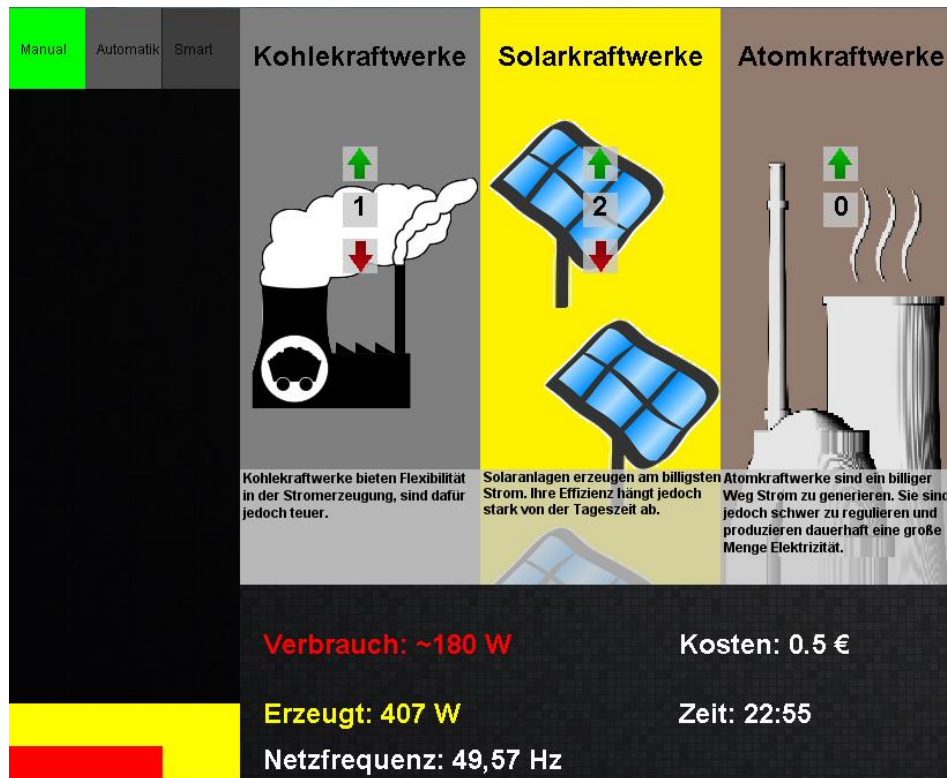 Manual Automatik Smart
Kohlekraftwerke Solarkraftwerke Atomkraftwerke
1 2 0
Kohlekraftwerke bieten Flexibilität
in der Stromerzeugung, sind dafür
jedoch teuer.
Solaranlagen erzeugen am billigsten
Strom. Ihre Effizienz hängt jedoch
stark von der Tageszeit ab.
Atomkraftwerke sind ein billiger
Weg Strom zu generieren. Sie sind
jedoch schwer zu regulieren und
produzieren dauerhaft eine große
Menge Elektrizität.
Verbrauch: ~180 W Kosten: 0.5 €
Erzeugt: 407 W Zeit: 22:55
Netzfrequenz: 49,57 Hz